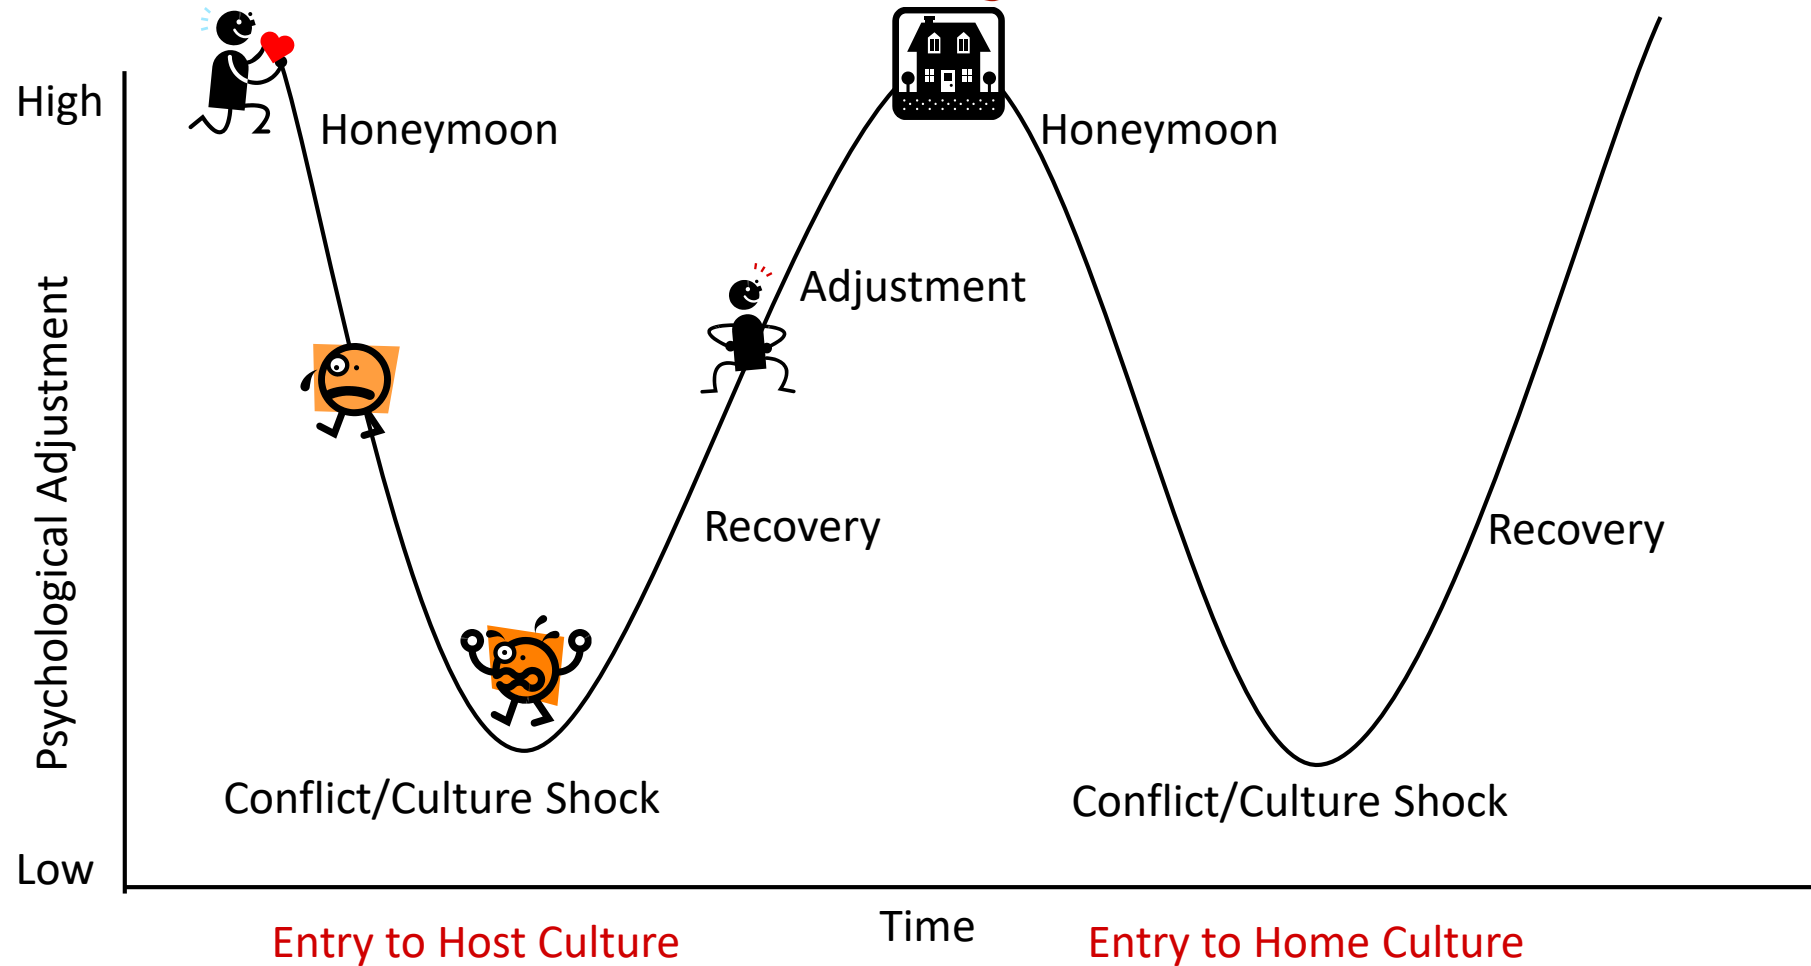 High
Honeymoon
Honeymoon
Adjustment
Psychological Adjustment
Recovery
Recovery
Conflict/Culture Shock
Conflict/Culture Shock
Low
Time
Entry to Host Culture
Entry to Home Culture